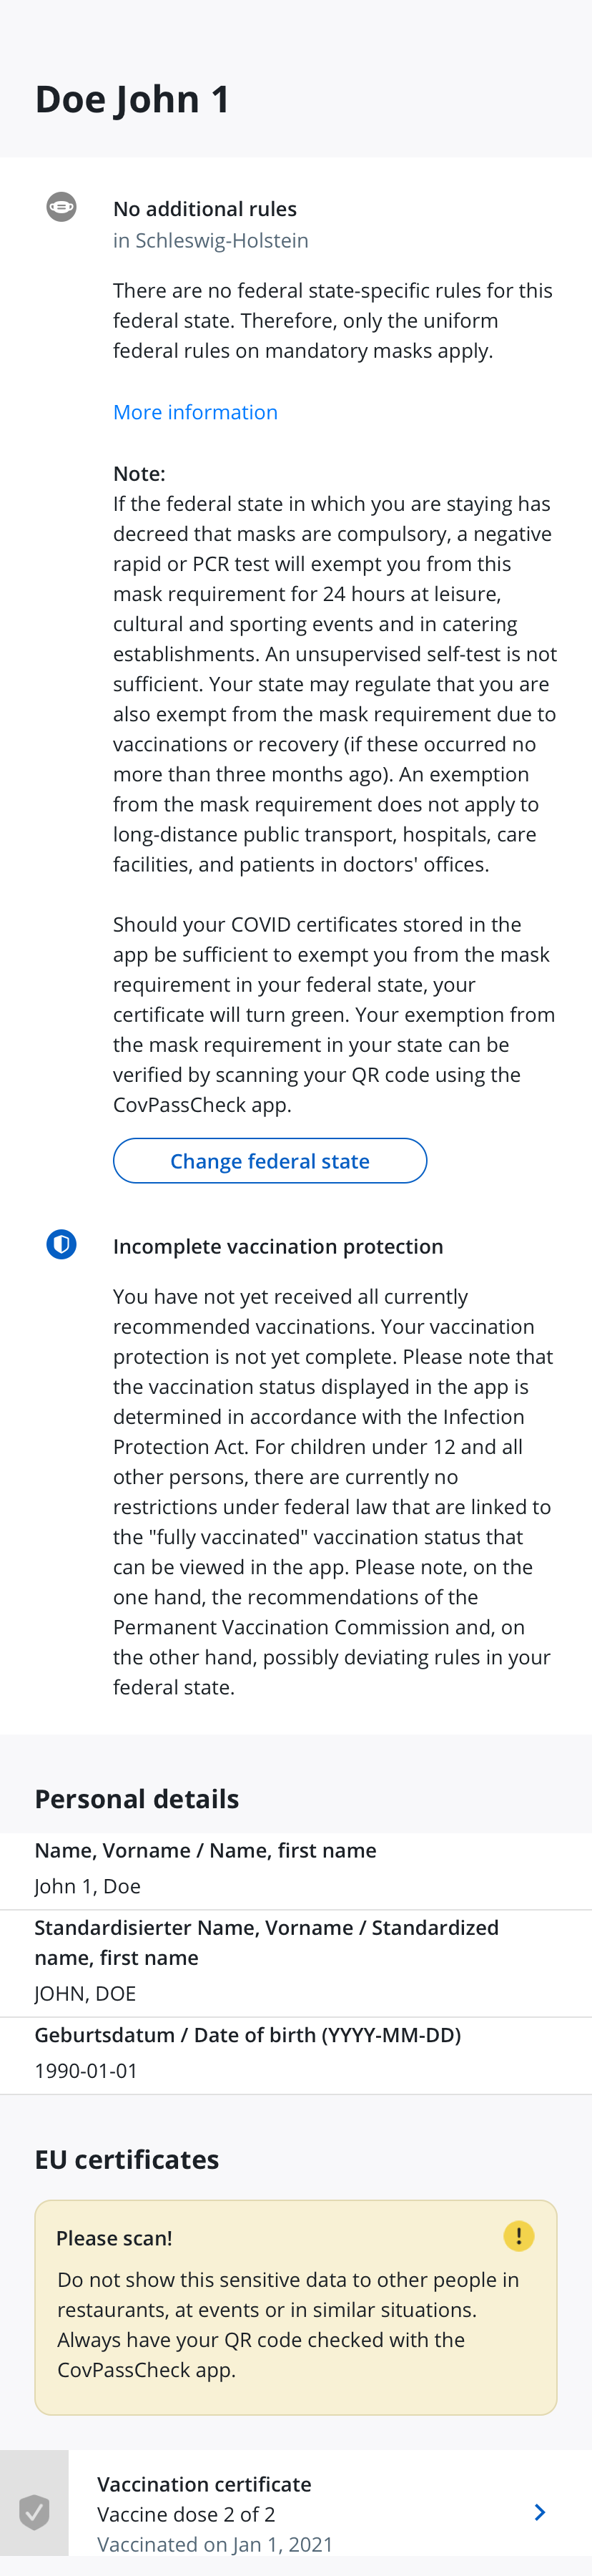 Doe John 1
No additional rules
in Schleswig-Holstein
There are no federal state-specific rules for this
federal state. Therefore, only the uniform
federal rules on mandatory masks apply.
More information
Note:
If the federal state in which you are staying has
decreed that masks are compulsory, a negative
rapid or PCR test will exempt you from this
mask requirement for 24 hours at leisure,
cultural and sporting events and in catering
establishments. An unsupervised self-test is not
sufficient. Your state may regulate that you are
also exempt from the mask requirement due to
vaccinations or recovery (if these occurred no
more than three months ago). An exemption
from the mask requirement does not apply to
long-distance public transport, hospitals, care
facilities, and patients in doctors' offices.
Should your COVID certificates stored in the
app be sufficient to exempt you from the mask
requirement in your federal state, your
certificate will turn green. Your exemption from
the mask requirement in your state can be
verified by scanning your QR code using the
CovPassCheck app.
Change federal state
Incomplete vaccination protection
You have not yet received all currently
recommended vaccinations. Your vaccination
protection is not yet complete. Please note that
the vaccination status displayed in the app is
determined in accordance with the Infection
Protection Act. For children under 12 and all
other persons, there are currently no
restrictions under federal law that are linked to
the "fully vaccinated" vaccination status that
can be viewed in the app. Please note, on the
one hand, the recommendations of the
Permanent Vaccination Commission and, on
the other hand, possibly deviating rules in your
federal state.
Personal details
Name, Vorname / Name, first name
John 1, Doe
Standardisierter Name, Vorname / Standardized
name, first name
JOHN, DOE
Geburtsdatum / Date of birth (YYYY-MM-DD)
1990-01-01
EU certificates
Please scan!
Do not show this sensitive data to other people in
restaurants, at events or in similar situations.
Always have your QR code checked with the
CovPassCheck app.
Vaccination certificate
Vaccine dose 2 of 2
Vaccinated on Jan 1, 2021